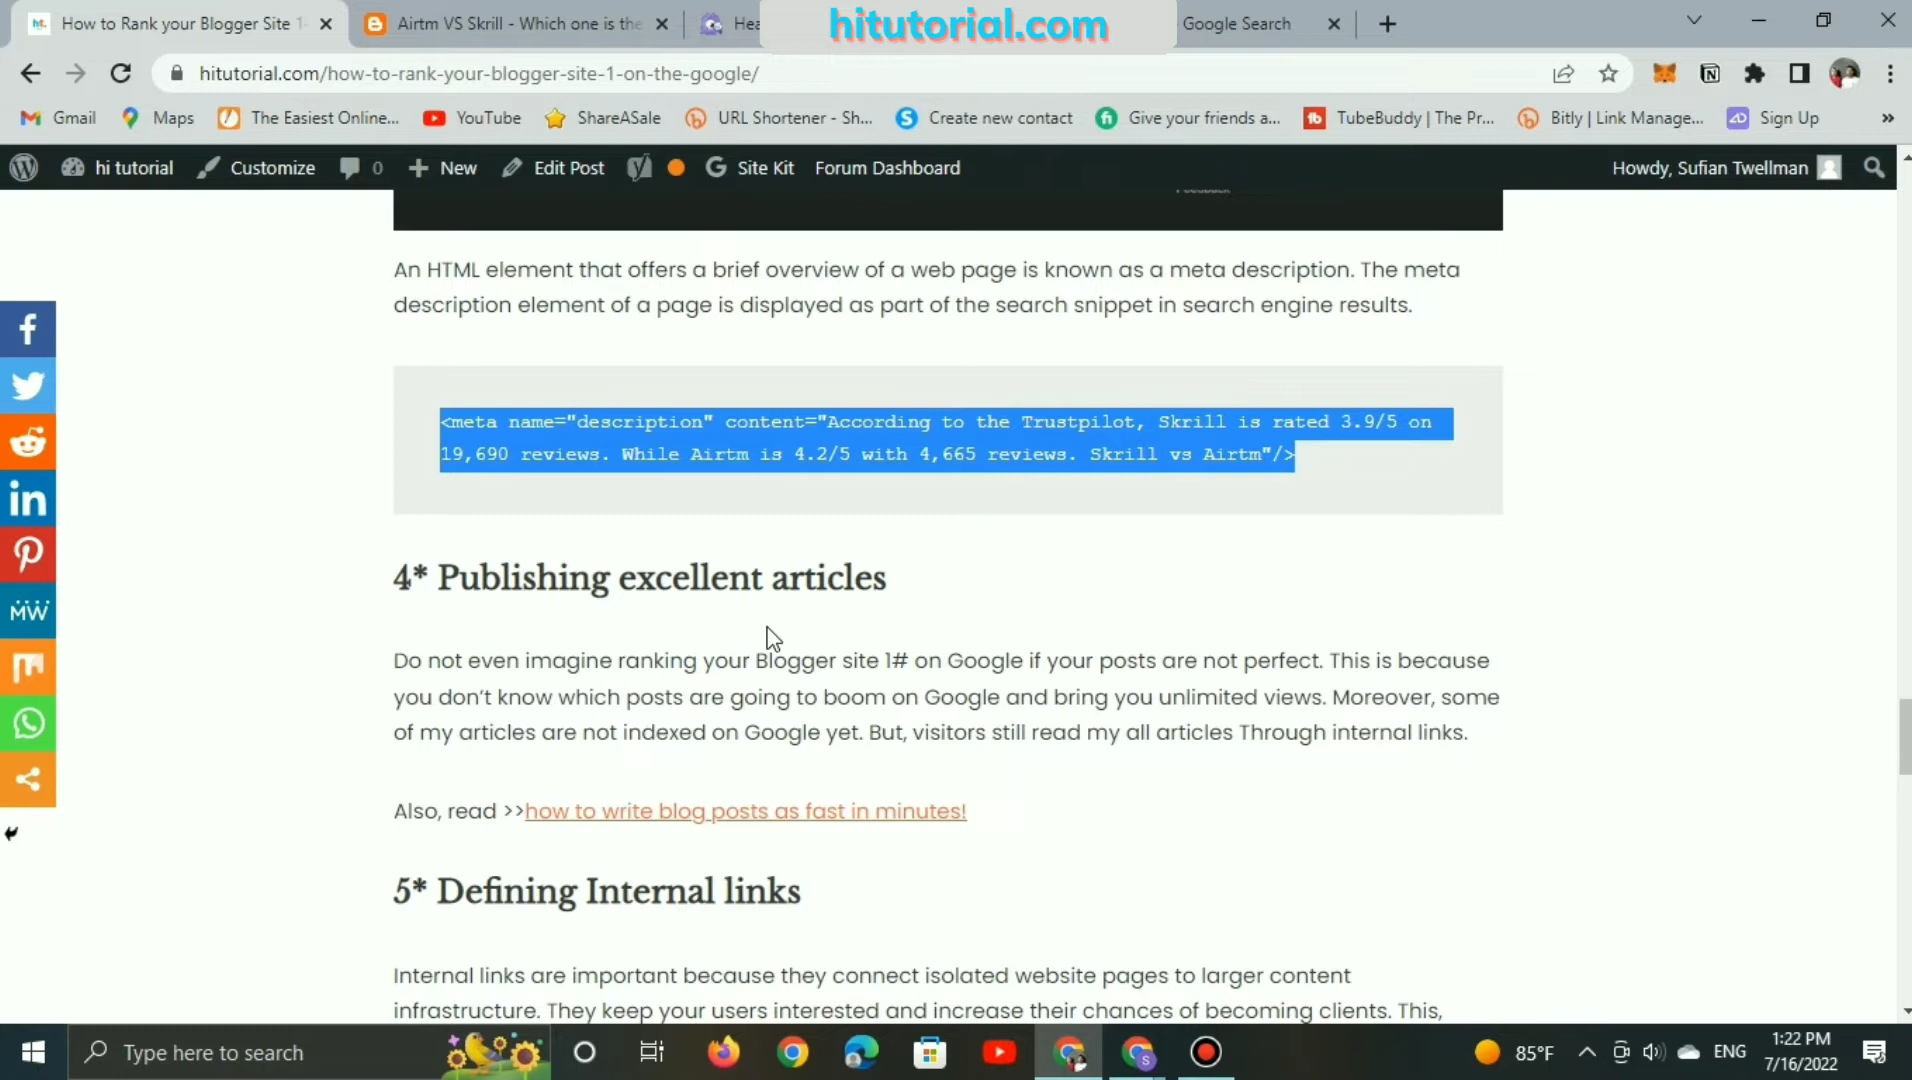 How to Rank your Blogger Site 1
Airtm VS Skrill - Which one is the
Hea
hitutorial.com
Google Search
hitutorial.com/how-to-rank-your-blogger-site-1-on-the-google/
Gmail
Maps
The Easiest Online...
YouTube
ShareASale
URL Shortener - Sh...
Create new contact
Give your friends a...
TubeBuddy | The Pr...
Bitly | Link Manage...
Sign Up
»
hi tutorial
Customize
0
New
Edit Post
Site Kit
Forum Dashboard
Howdy, Sufian Twellman
An HTML element that offers a brief overview of a web page is known as a meta description. The meta
description element of a page is displayed as part of the search snippet in search engine results.
<meta name="description" content="According to the Trustpilot, Skrill is rated 3.9/5 on
19,690 reviews. While Airtm is 4.2/5 with 4,665 reviews. Skrill vs Airtm"/>
4* Publishing excellent articles
Do not even imagine ranking your Blogger site 1# on Google if your posts are not perfect. This is because
you don’t know which posts are going to boom on Google and bring you unlimited views. Moreover, some
of my articles are not indexed on Google yet. But, visitors still read my all articles Through internal links.
Also, read >>how to write blog posts as fast in minutes!
5* Defining Internal links
Internal links are important because they connect isolated website pages to larger content
infrastructure. They keep your users interested and increase their chances of becoming clients. This,
Type here to search
85°F
ENG
1:22 PM
7/16/2022